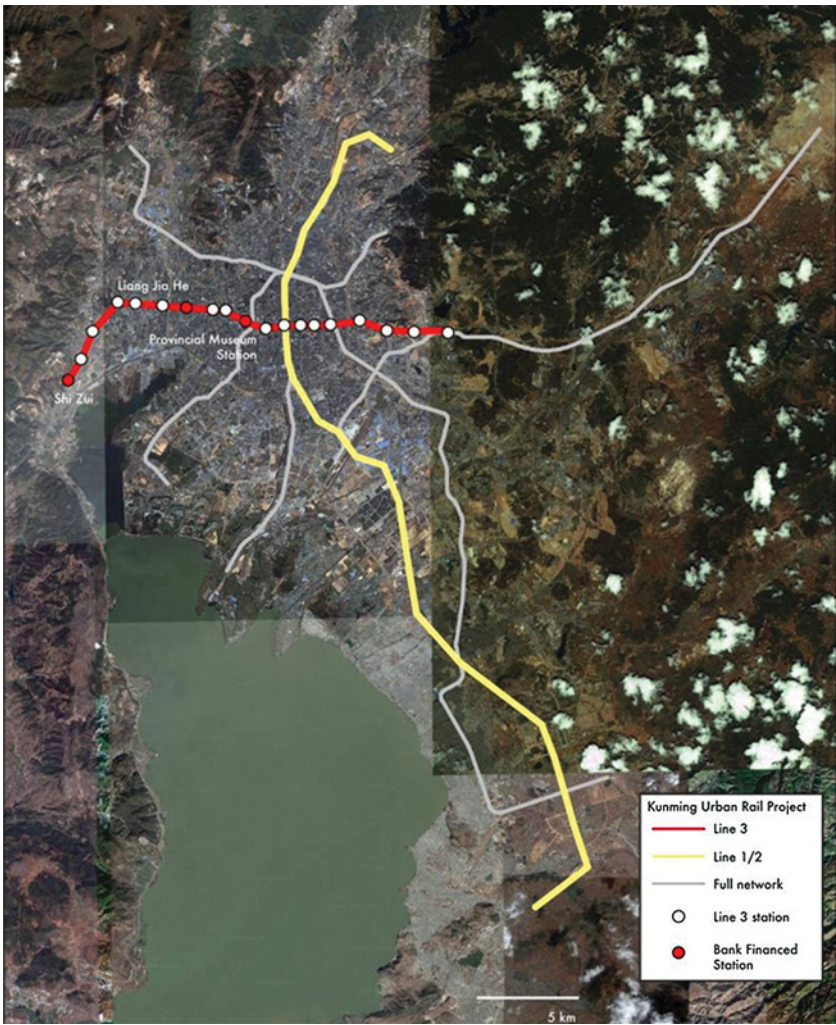 Liang Jia He
Provincial Museum
Station
Shi Zui
Kunming Urban Rail Project
Line 3
Line 1/2
Full network
Line 3 station
Bank Financed
Station
5 km